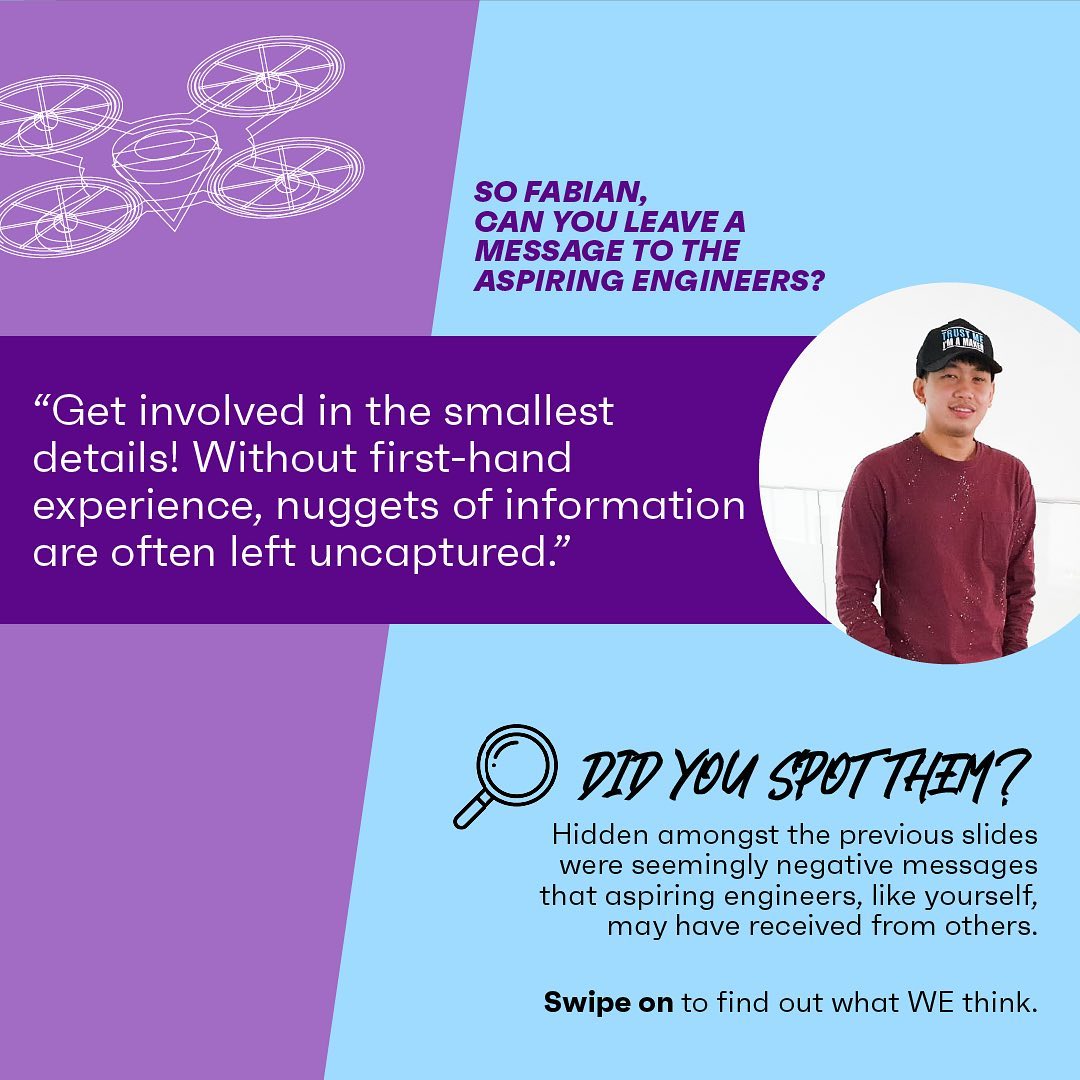 SO FABIAN,
CAN YOU LEAVE A
MESSAGE TO THE
ASPIRING ENGINEERS?
TRUST ME
I'M A MAKER
“Get involved in the smallest
details! Without first-hand
experience, nuggets of information
are often left uncaptured.”
DID YOU SPOT THEM?
Hidden amongst the previous slides
were seemingly negative messages
that aspiring engineers, like yourself,
may have received from others.
Swipe on to find out what WE think.